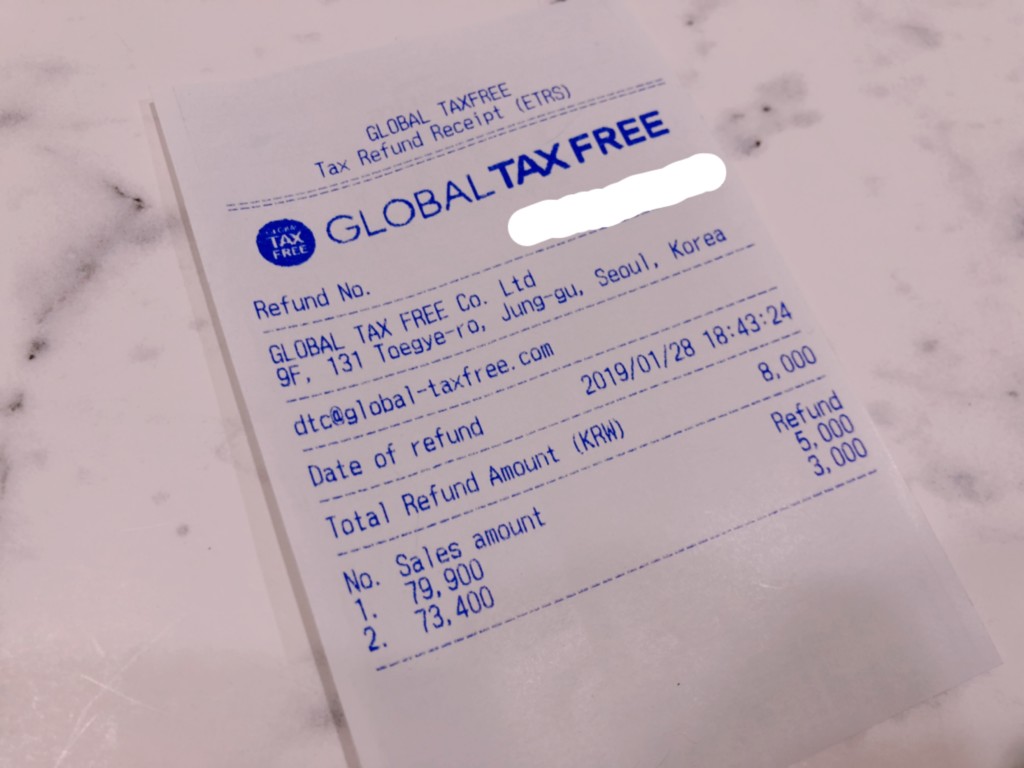 GLOBAL TAXFREE
Tax Refund Receipt (ETRS)
TAX FREE
GLOBAL TAX FREE
Refund No.
GLOBAL TAX FREE Co. Ltd
9F, 131 Toegye-ro, Jung-gu, Seoul, Korea
dtc@global-taxfree.com
Date of refund 2019/01/28 18:43:24
Total Refund Amount (KRW) 8,000
No. Sales amount Refund
1. 79,900 5,000
2. 73,400 3,000